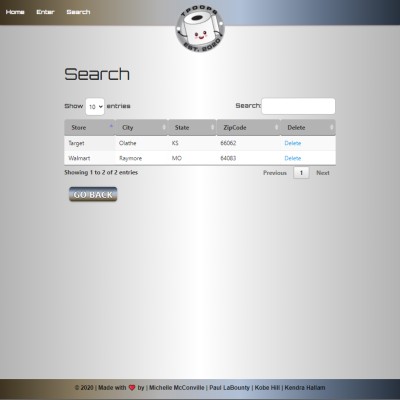 Home Enter Search
TPOOPS
EST. 2020
Search
Show 10 entries Search:
Store City State ZipCode Delete
Target Olathe KS 66062 Delete
Walmart Raymore MO 64083 Delete
Showing 1 to 2 of 2 entries Previous 1 Next
GO BACK
© 2020 | Made with ❤️ by | Michelle McConville | Paul LaBounty | Kobe Hill | Kendra Hallam